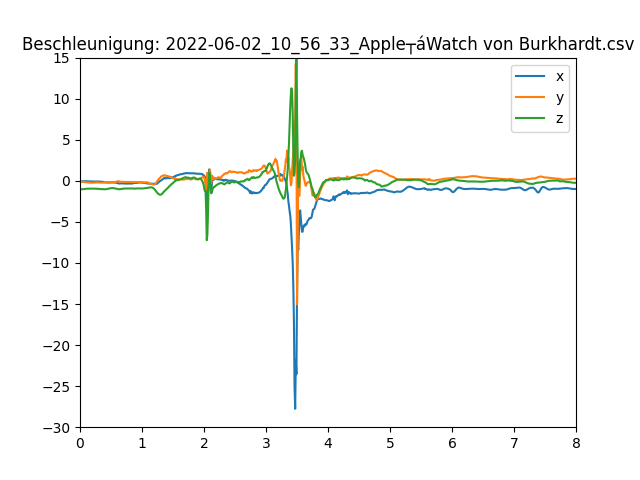 Beschleunigung: 2022-06-02_10_56_33_Apple┬áWatch von Burkhardt.csv
15
10
5
0
−5
−10
−15
−20
−25
−30
0 1 2 3 4 5 6 7 8
x
y
z